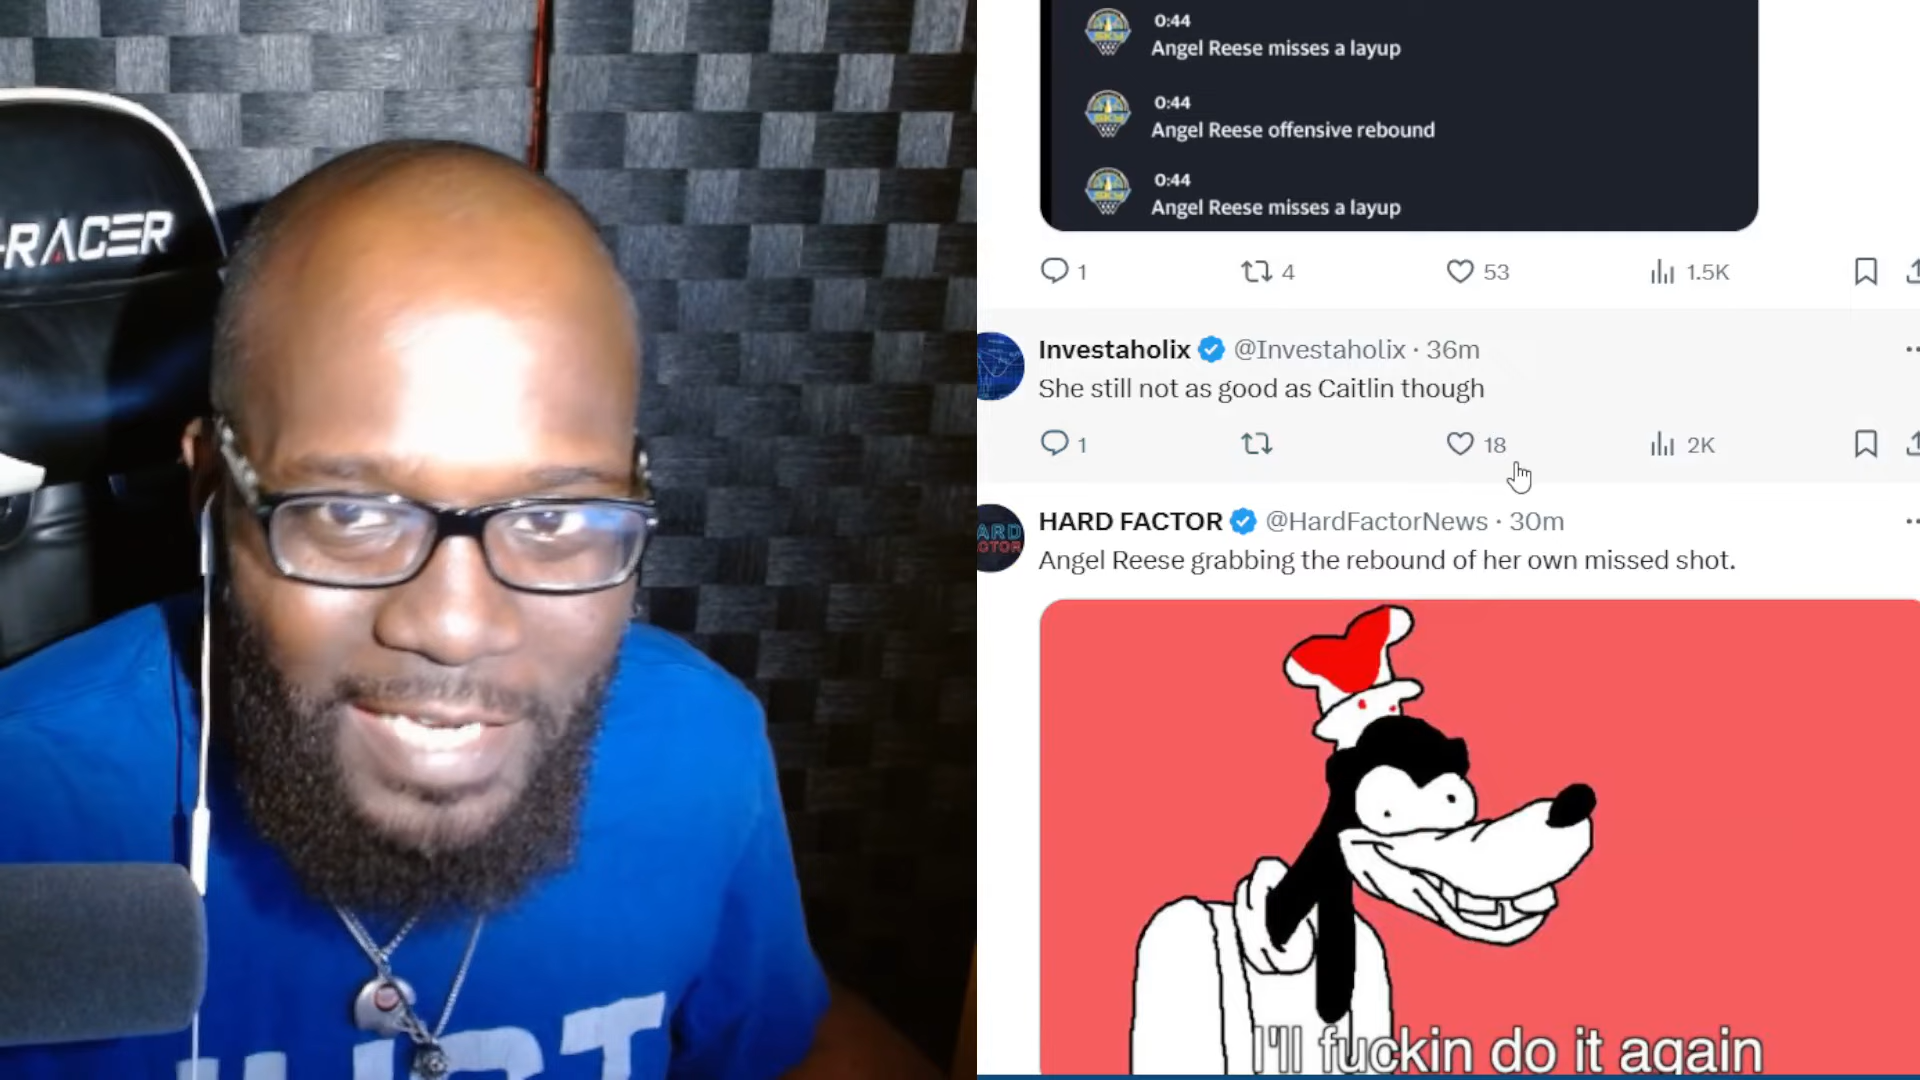 -RACER
0:44
Angel Reese misses a layup
0:44
Angel Reese offensive rebound
0:44
Angel Reese misses a layup
1 4 53 1.5K
Investaholix @Investaholix · 36m
She still not as good as Caitlin though
1 18 2K
HARD FACTOR @HardFactorNews · 30m
Angel Reese grabbing the rebound of her own missed shot.
I'll fuckin do it again